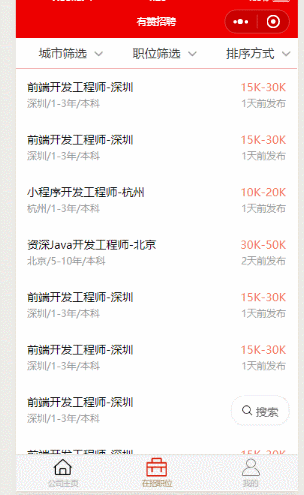 有赞招聘
城市筛选 职位筛选 排序方式
前端开发工程师-深圳 15K-30K
深圳/1-3年/本科 1天前发布
前端开发工程师-深圳 15K-30K
深圳/1-3年/本科 1天前发布
小程序开发工程师-杭州 10K-20K
杭州/1-3年/本科 1天前发布
资深Java开发工程师-北京 30K-50K
北京/5-10年/本科 2天前发布
前端开发工程师-深圳 15K-30K
深圳/1-3年/本科 1天前发布
前端开发工程师-深圳 15K-30K
深圳/1-3年/本科 1天前发布
前端开发工程师-深圳
深圳/1-3年/本科
搜索
前端开发工程师-深圳 15K-30K
公司主页 在招职位 我的